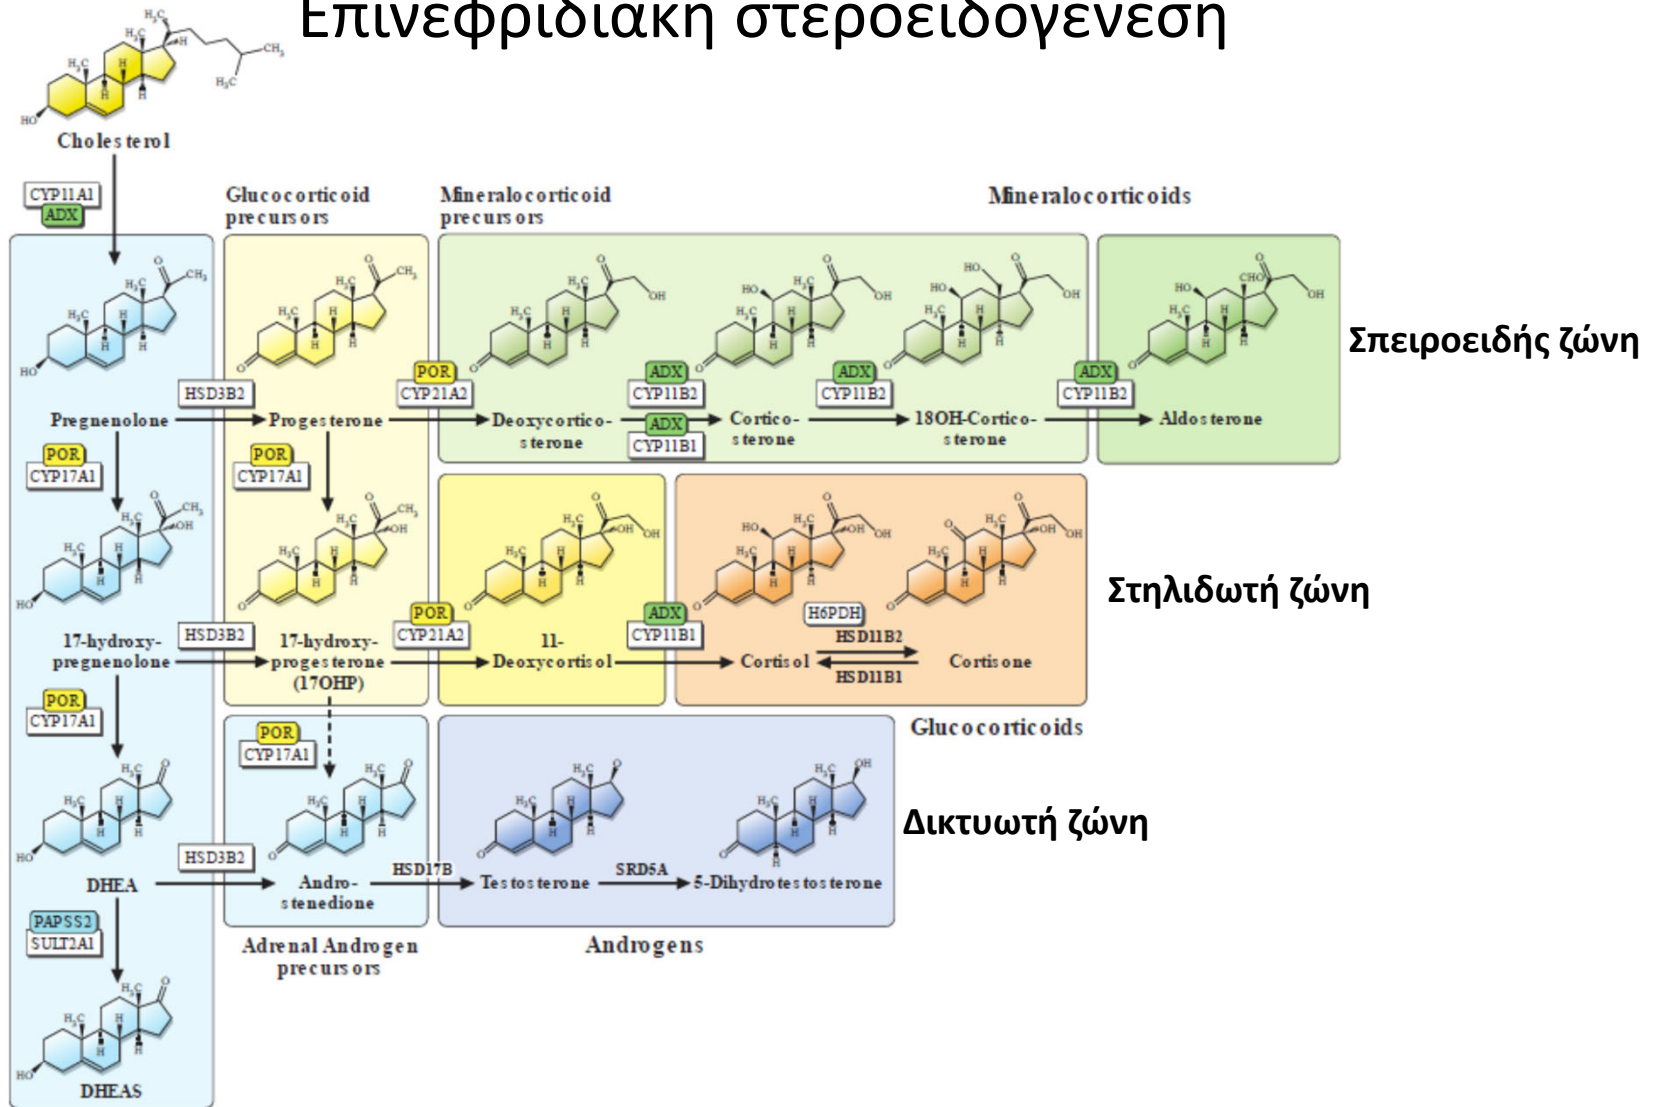 Επινεφριδιακή στεροειδογένεση
Cholesterol
CYP11A1
ADX
Glucocorticoid
precursors
Mineralocorticoid
precursors
Mineralocorticoids
HSD3B2
POR
CYP21A2
ADX
CYP11B2
ADX
CYP11B2
ADX
CYP11B2
Σπειροειδής ζώνη
Pregnenolone
Progesterone
Deoxycortico-
sterone
ADX
CYP11B1
Cortico-
sterone
18OH-Cortico-
sterone
Aldosterone
POR
CYP17A1
POR
CYP17A1
HSD3B2
POR
CYP21A2
ADX
CYP11B1
H6PDH
HSD11B2
HSD11B1
Στηλιδωτή ζώνη
17-hydroxy-
pregnenolone
17-hydroxy-
progesterone
(17OHP)
11-
Deoxycortisol
Cortisol
Cortisone
Glucocorticoids
POR
CYP17A1
POR
CYP17A1
Δικτυωτή ζώνη
HSD3B2
HSD17B
SRD5A
DHEA
Andro-
stenedione
Testosterone
5-Dihydrotestosterone
PAPSS2
SULT2A1
Adrenal Androgen
precursors
Androgens
DHEAS